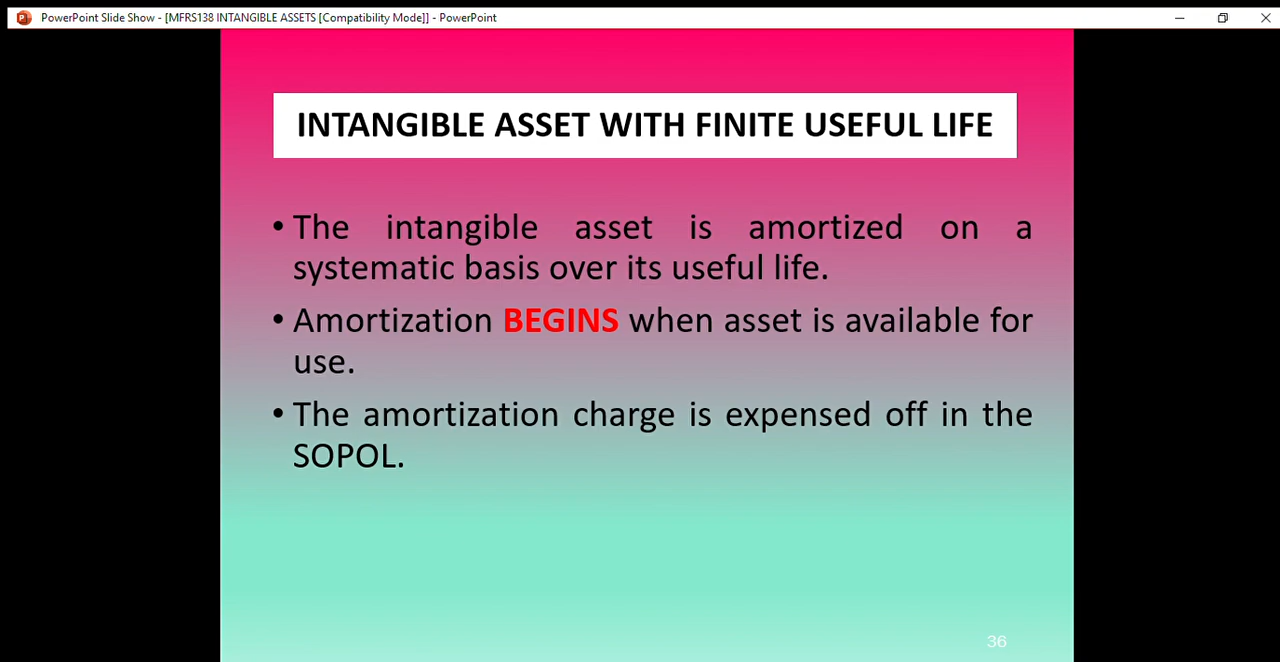 PowerPoint Slide Show - [MFRS138 INTANGIBLE ASSETS [Compatibility Mode]] - PowerPoint
INTANGIBLE ASSET WITH FINITE USEFUL LIFE
• The intangible asset is amortized on a
systematic basis over its useful life.
• Amortization BEGINS when asset is available for
use.
• The amortization charge is expensed off in the
SOPOL.
36